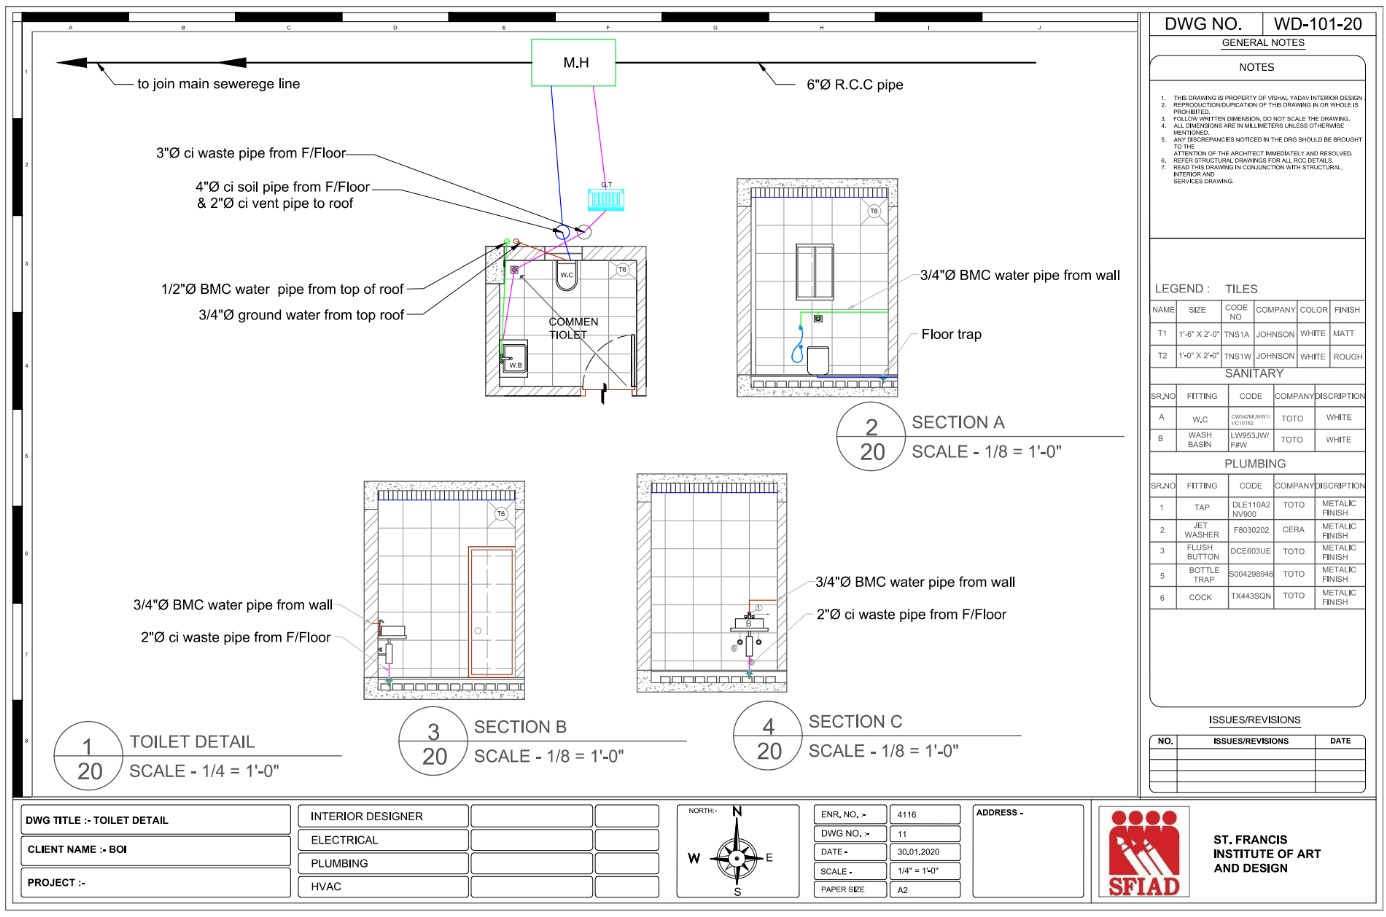 DWG NO. WD-101-20
GENERAL NOTES
NOTES
1. THIS DRAWING IS PROPERTY OF VISHAL YADAV INTERIOR DESIGN.
2. REPRODUCTION/DUPICATION OF THIS DRAWING IN OR WHOLE IS
PROHIBITED.
3. FOLLOW WRITTEN DIMENSION, DO NOT SCALE THE DRAWING.
4. ALL DIMENSIONS ARE IN MILLIMETERS UNLESS OTHERWISE
MENTIONED.
5. ANY DISCREPANCIES NOTICED IN THE DRG SHOULD BE BROUGHT
TO THE
ATTENTION OF THE ARCHITECT IMMEDIATELY AND RESOLVED.
6. REFER STRUCTURAL DRAWINGS FOR ALL RCC DETAILS.
7. READ THIS DRAWING IN CONJUNCTION WITH STRUCTURAL,
INTERIOR AND
SERVICES DRAWING.
LEGEND : TILES
NAME SIZE CODE NO COMPANY COLOR FINISH
T1 1'-6" X 2'-0" TNS1A JOHNSON WHITE MATT
T2 1'-0" X 2'-0" TNS1W JOHNSON WHITE ROUGH
SANITARY
SR.NO FITTING CODE COMPANY DISCRIPTION
A W.C TOTO WHITE
B WASH BASIN LW953JW/ F#W TOTO WHITE
PLUMBING
SR.NO FITTING CODE COMPANY DISCRIPTION
1 TAP DLE110A2 NV900 TOTO METALIC FINISH
2 JET WASHER F8030202 CERA METALIC FINISH
3 FLUSH BUTTON DCE603UE TOTO METALIC FINISH
5 BOTTLE TRAP S004298946 TOTO METALIC FINISH
6 COCK TX443SQN TOTO METALIC FINISH
ISSUES/REVISIONS
NO. ISSUES/REVISIONS DATE
A B C D E F G H I J
1
2
3
4
5
6
7
8
M.H
to join main sewerege line
6"Ø R.C.C pipe
3"Ø ci waste pipe from F/Floor
4"Ø ci soil pipe from F/Floor
& 2"Ø ci vent pipe to roof
G.T
1/2"Ø BMC water pipe from top of roof
3/4"Ø ground water from top roof
W.C
T6
COMMEN
TIOLET
W.B
T6
3/4"Ø BMC water pipe from wall
Floor trap
2
20
SECTION A
SCALE - 1/8 = 1'-0"
T6
3/4"Ø BMC water pipe from wall
2"Ø ci waste pipe from F/Floor
B
3/4"Ø BMC water pipe from wall
2"Ø ci waste pipe from F/Floor
1
20
TOILET DETAIL
SCALE - 1/4 = 1'-0"
3
20
SECTION B
SCALE - 1/8 = 1'-0"
4
20
SECTION C
SCALE - 1/8 = 1'-0"
DWG TITLE :- TOILET DETAIL
CLIENT NAME :- BOI
PROJECT :-
INTERIOR DESIGNER
ELECTRICAL
PLUMBING
HVAC
NORTH:-
N
W E
S
ENR. NO. :- 4116
DWG NO. :- 11
DATE - 30.01.2020
SCALE - 1/4" = 1'-0"
PAPER SIZE A2
ADDRESS -
SFIAD
ST. FRANCIS
INSTITUTE OF ART
AND DESIGN